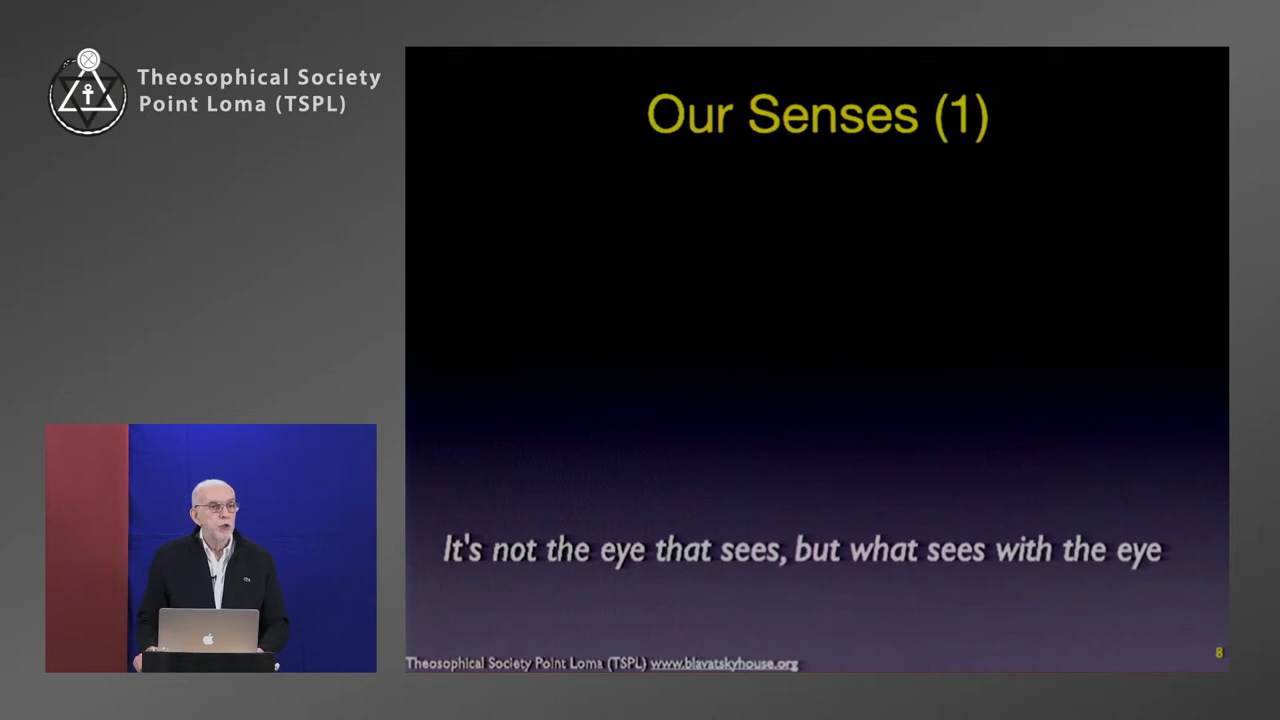 Theosophical Society
Point Loma (TSPL)
Our Senses (1)
It's not the eye that sees, but what sees with the eye
Theosophical Society Point Loma (TSPL) www.blavatskyhouse.org
8